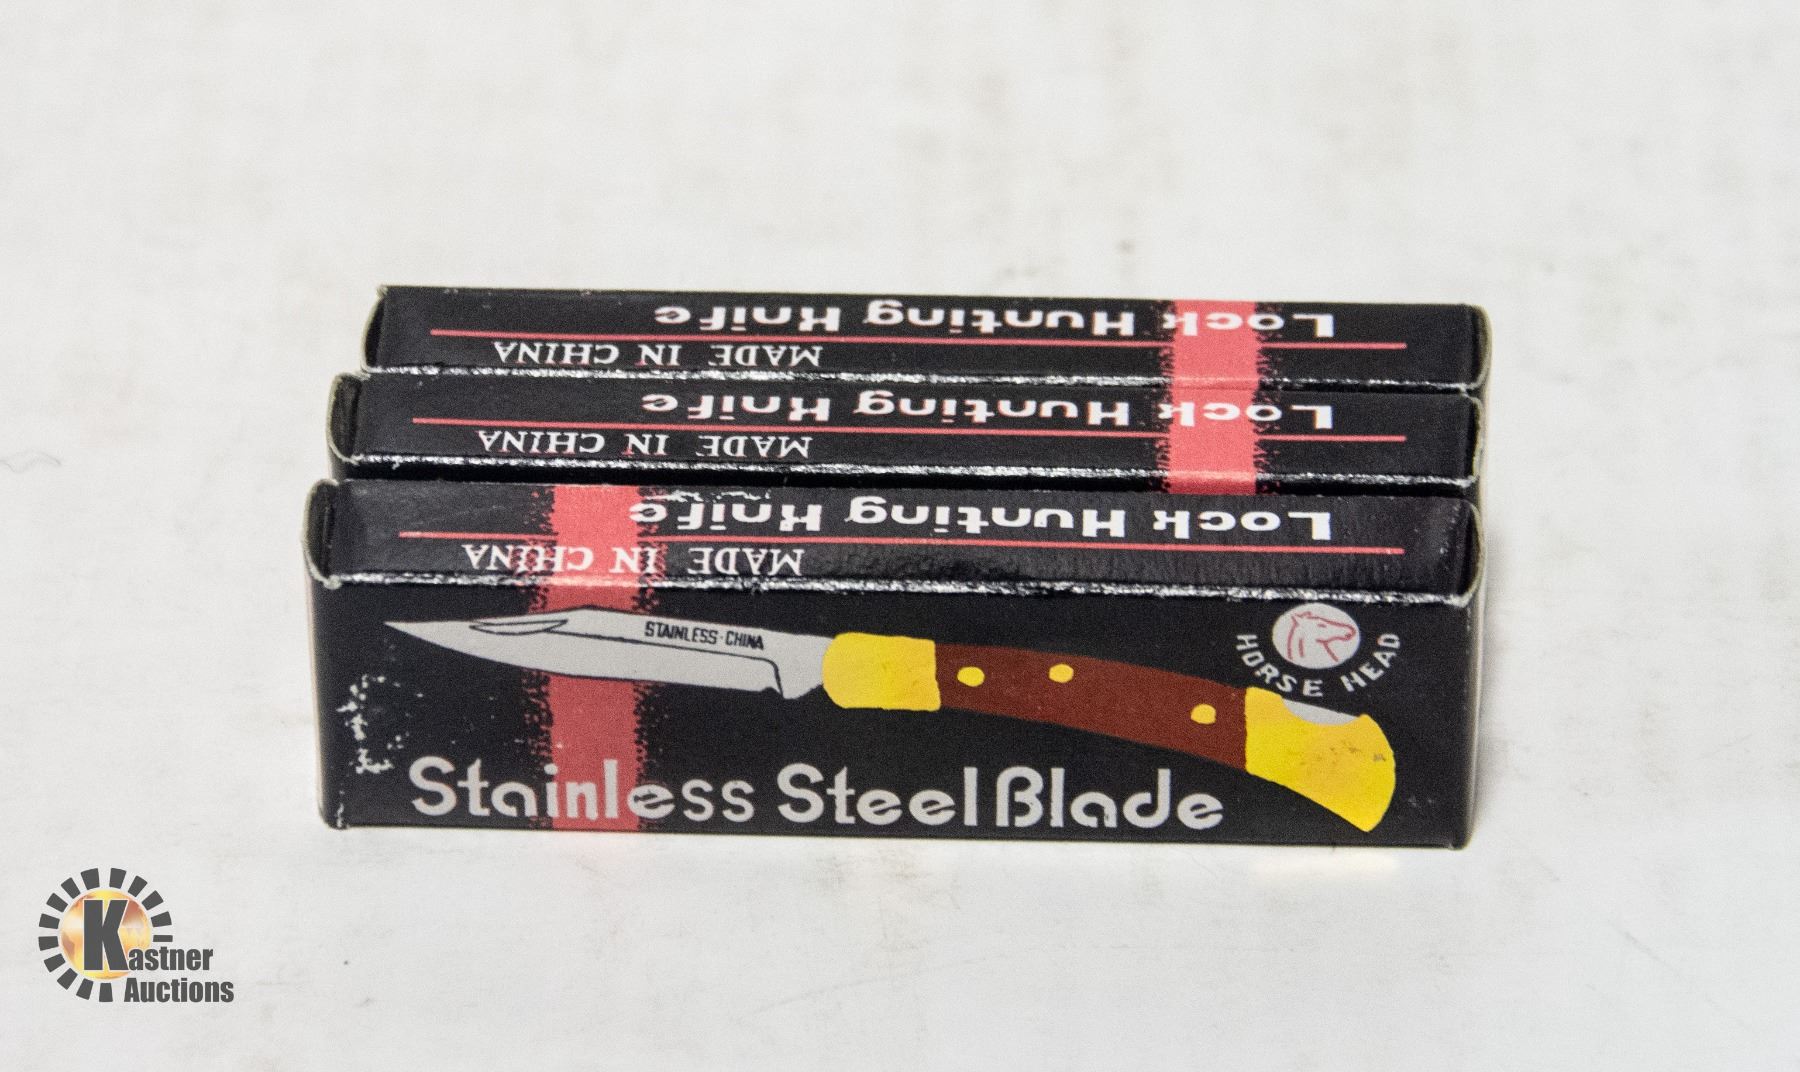 Lock Hunting Knife
MADE IN CHINA
Lock Hunting Knife
MADE IN CHINA
Lock Hunting Knife
MADE IN CHINA
STAINLESS·CHINA
HORSE HEAD
Stainless Steel Blade
Kastner
Auctions